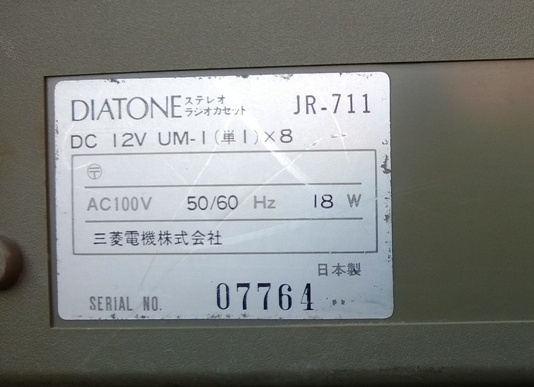 DIATONE ステレオ ラジオカセット JR-711
DC 12V UM-1(単1)×8
〒
AC100V 50/60 Hz 18 W
三菱電機株式会社
日本製
SERIAL NO. 07764